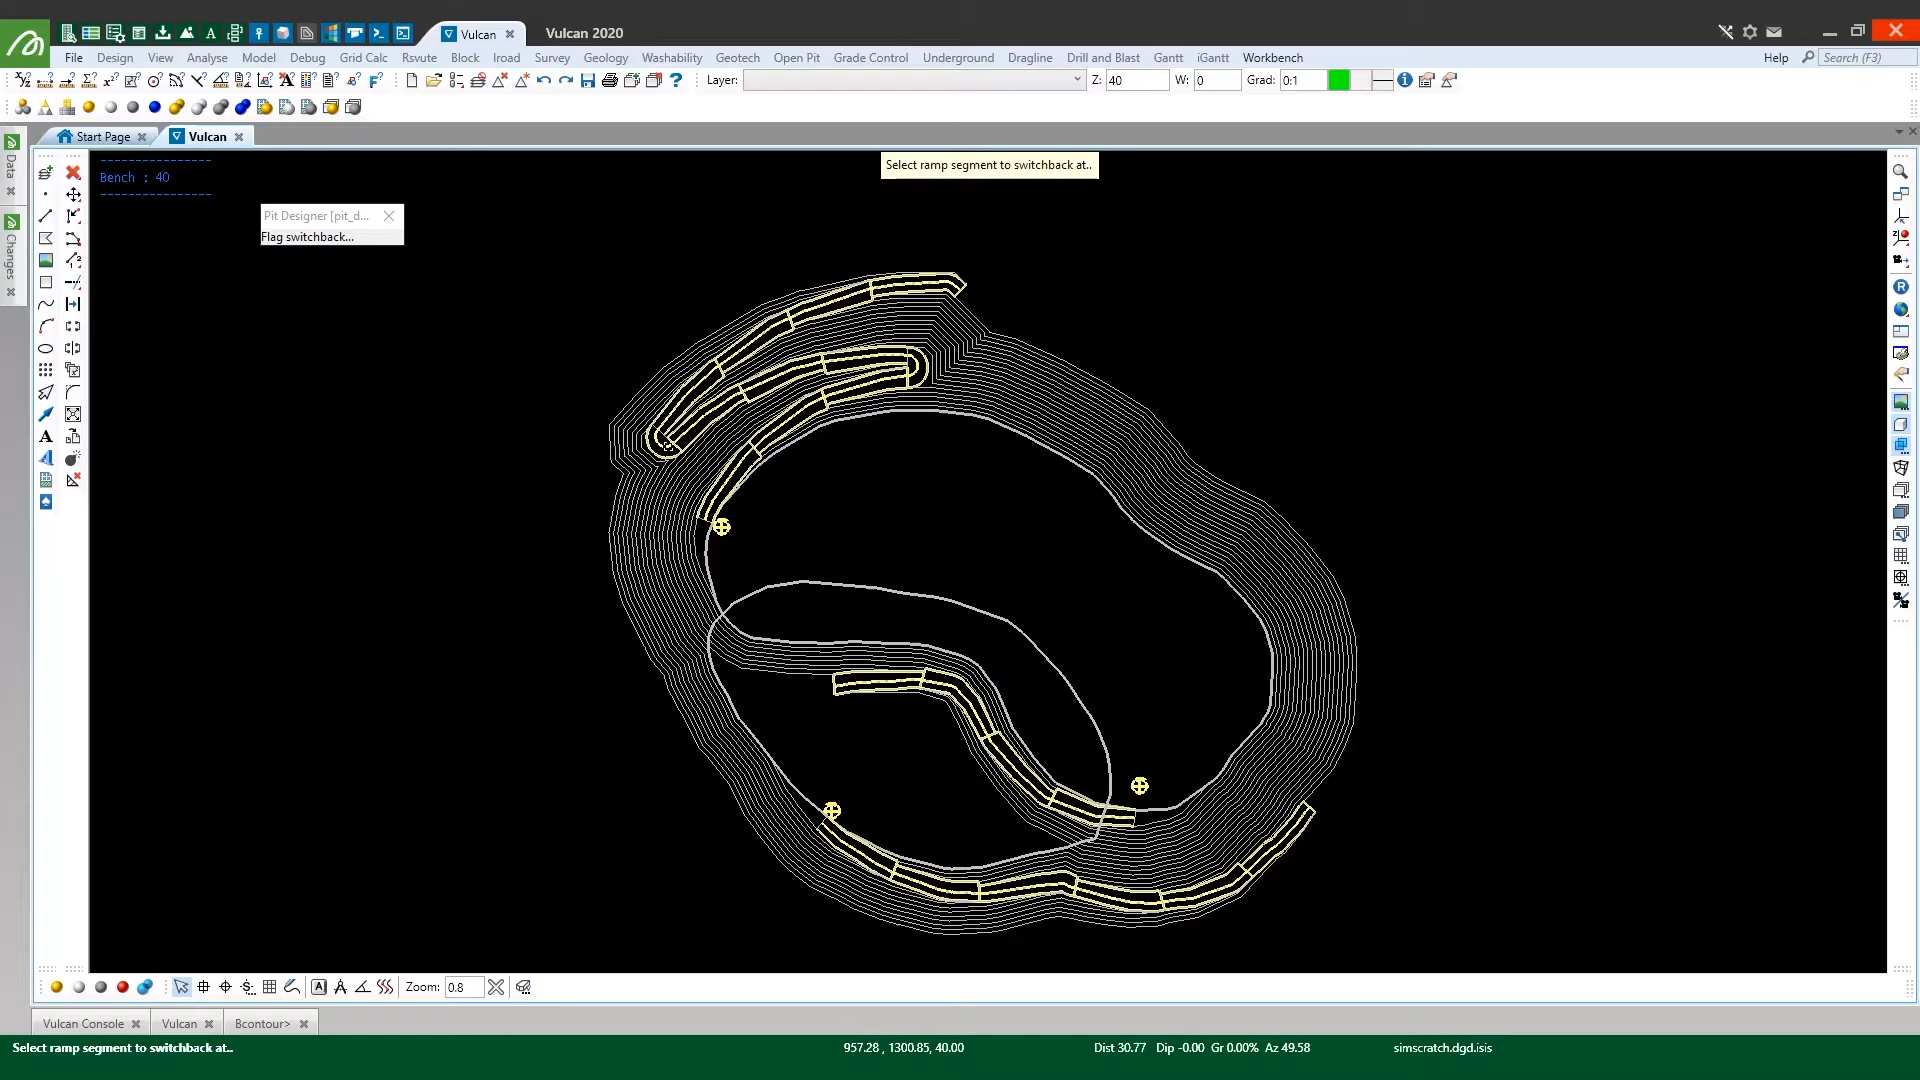 Vulcan
Vulcan 2020
File Design View Analyse Model Debug Rsvute Block Iroad Survey Geology Washability Geotech Open Pit Grade Control Underground Dragline Drill and Blast Gantt iGantt Workbench Help Search (F3)
Layer: Z: 40 W: 0 Grad: 0:1
Start Page Vulcan
Data
Changes
Bench : 40
Select ramp segment to switchback at..
Pit Designer [pit_d...
Flag switchback...
Zoom: 0.8
Vulcan Console Vulcan Bcontour>
Select ramp segment to switchback at.. 957.28 , 1300.85, 40.00 Dist 30.77 Dip -0.00 Gr 0.00% Az 49.58 simscratch.dgd.isis